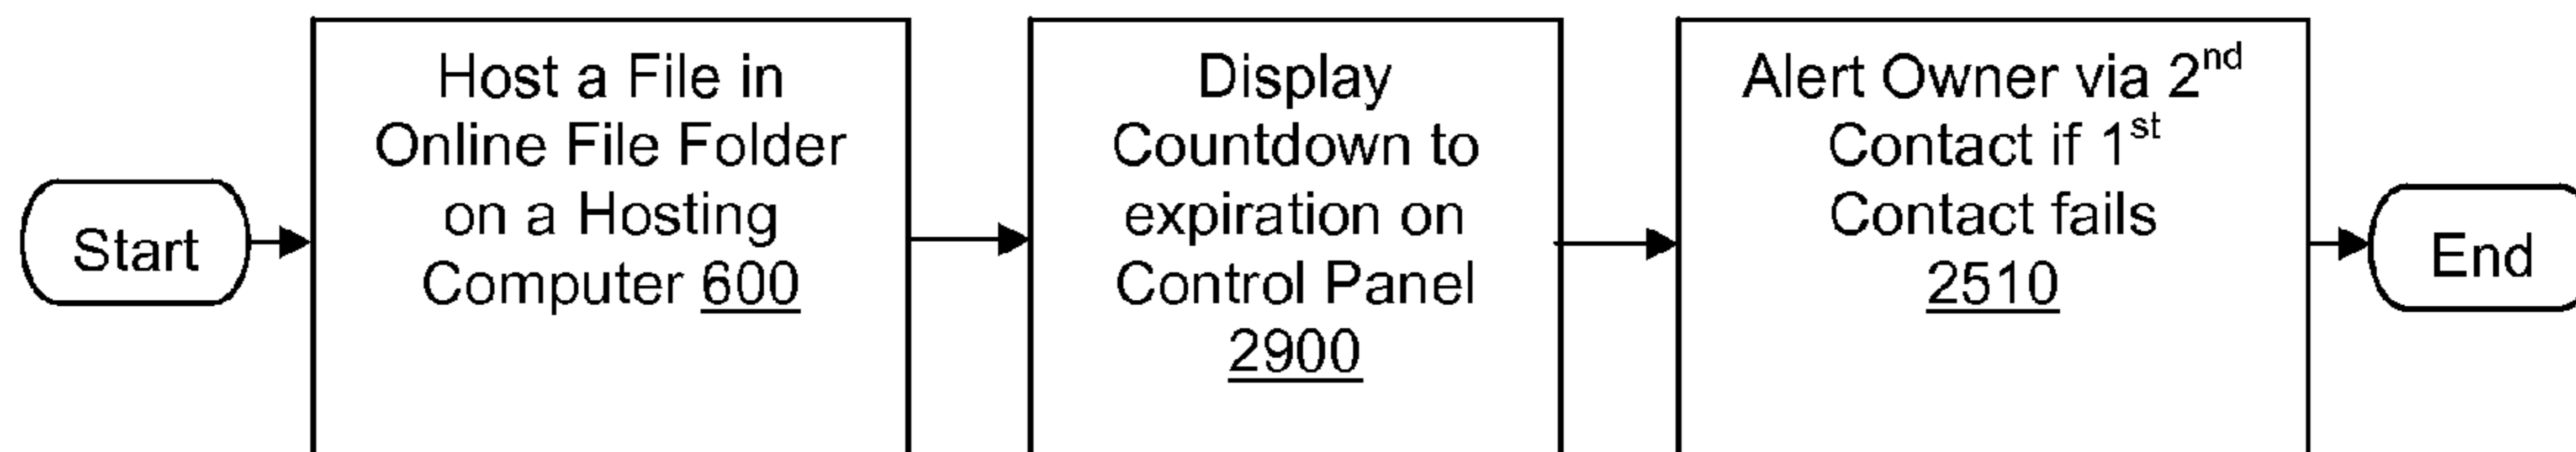 Start
Host a File in
Online File Folder
on a Hosting
Computer 600
Display
Countdown to
expiration on
Control Panel
2900
Alert Owner via 2nd
Contact if 1st
Contact fails
2510
End